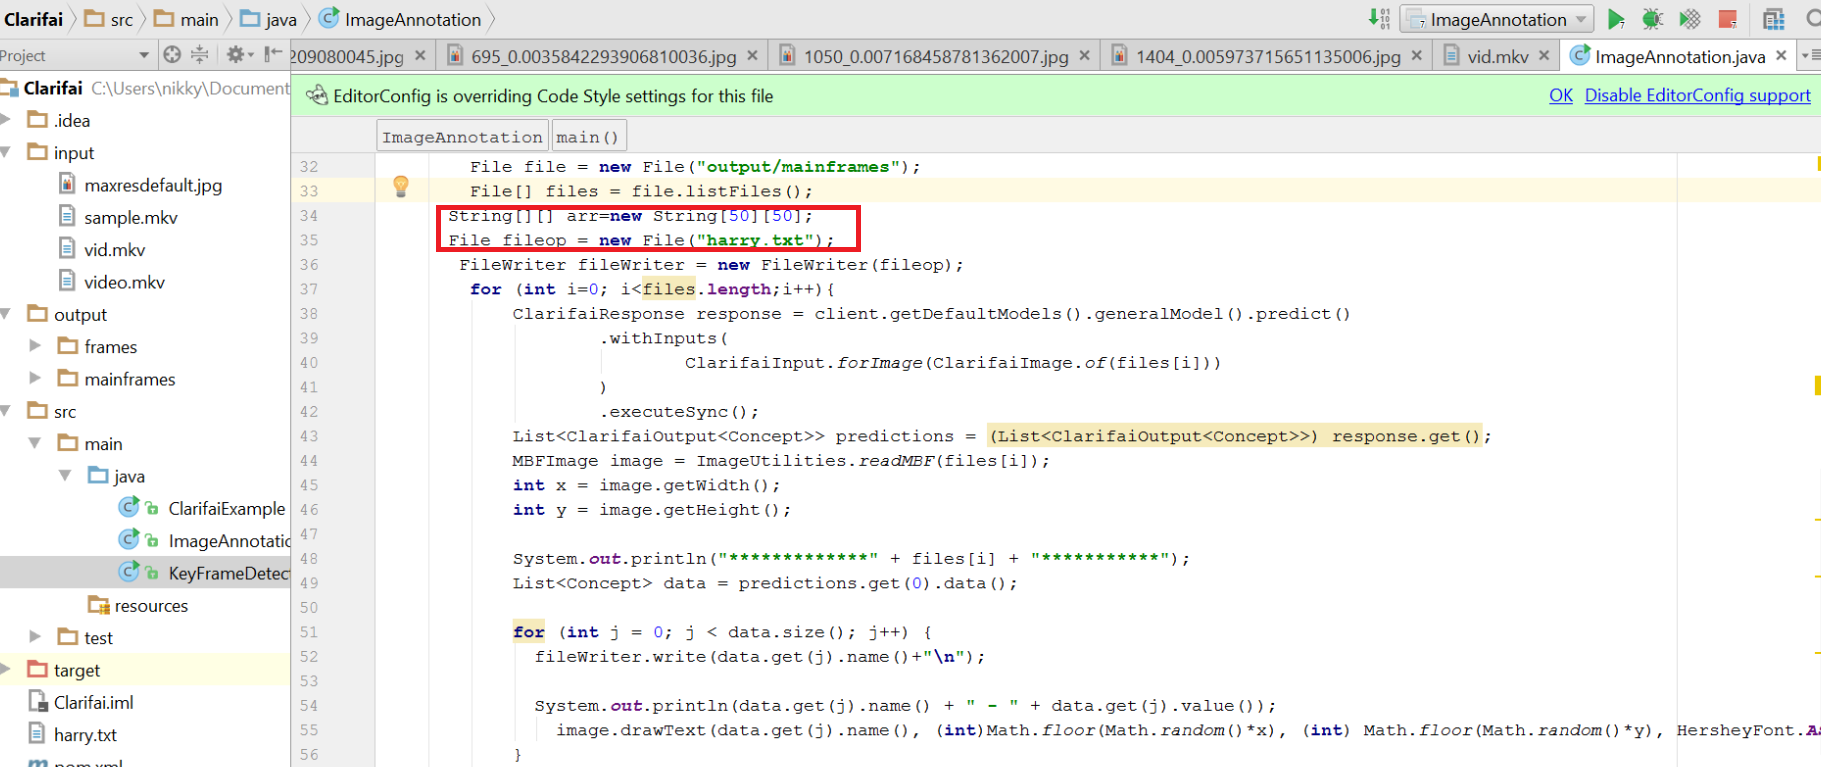 Clarifai src main java ImageAnnotation
ImageAnnotation
Project
209080045.jpg 695_0.0035842293906810036.jpg 1050_0.007168458781362007.jpg 1404_0.005973715651135006.jpg vid.mkv ImageAnnotation.java
Clarifai C:\Users\nikky\Document
.idea
input
maxresdefault.jpg
sample.mkv
vid.mkv
video.mkv
output
frames
mainframes
src
main
java
ClarifaiExample
ImageAnnotatio
KeyFrameDetec
resources
test
target
Clarifai.iml
harry.txt
pom.xml
EditorConfig is overriding Code Style settings for this file OK Disable EditorConfig support
ImageAnnotation main()
32 File file = new File("output/mainframes");
33 File[] files = file.listFiles();
34 String[][] arr=new String[50][50];
35 File fileop = new File("harry.txt");
36 FileWriter fileWriter = new FileWriter(fileop);
37 for (int i=0; i<files.length;i++){
38 ClarifaiResponse response = client.getDefaultModels().generalModel().predict()
39 .withInputs(
40 ClarifaiInput.forImage(ClarifaiImage.of(files[i]))
41 )
42 .executeSync();
43 List<ClarifaiOutput<Concept>> predictions = (List<ClarifaiOutput<Concept>>) response.get();
44 MBFImage image = ImageUtilities.readMBF(files[i]);
45 int x = image.getWidth();
46 int y = image.getHeight();
47
48 System.out.println("*************" + files[i] + "***********");
49 List<Concept> data = predictions.get(0).data();
50
51 for (int j = 0; j < data.size(); j++) {
52 fileWriter.write(data.get(j).name()+"\n");
53
54 System.out.println(data.get(j).name() + " - " + data.get(j).value());
55 image.drawText(data.get(j).name(), (int)Math.floor(Math.random()*x), (int) Math.floor(Math.random()*y), HersheyFont.A
56 }